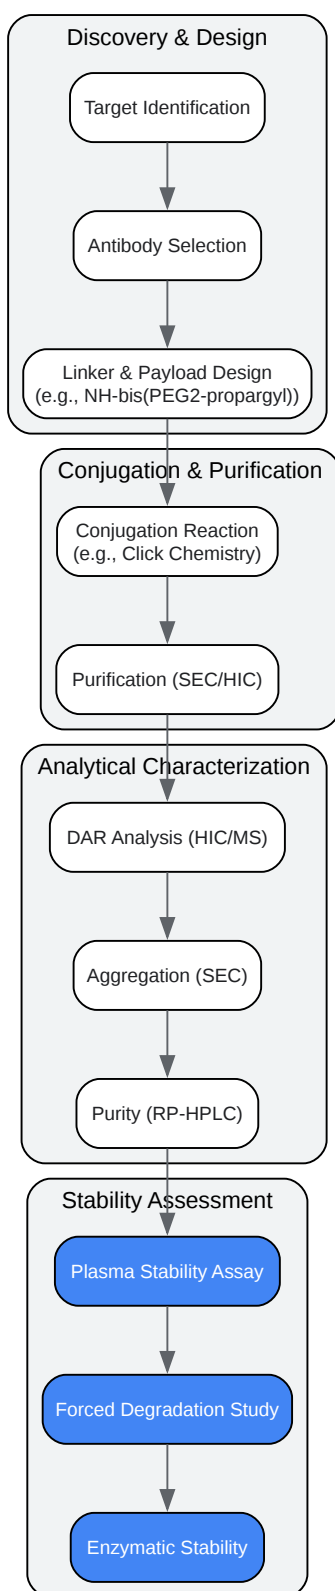 Discovery & Design
Target Identification
Antibody Selection
Linker & Payload Design
(e.g., NH-bis(PEG2-propargyl))
Conjugation & Purification
Conjugation Reaction
(e.g., Click Chemistry)
Purification (SEC/HIC)
Analytical Characterization
DAR Analysis (HIC/MS)
Aggregation (SEC)
Purity (RP-HPLC)
Stability Assessment
Plasma Stability Assay
Forced Degradation Study
Enzymatic Stability